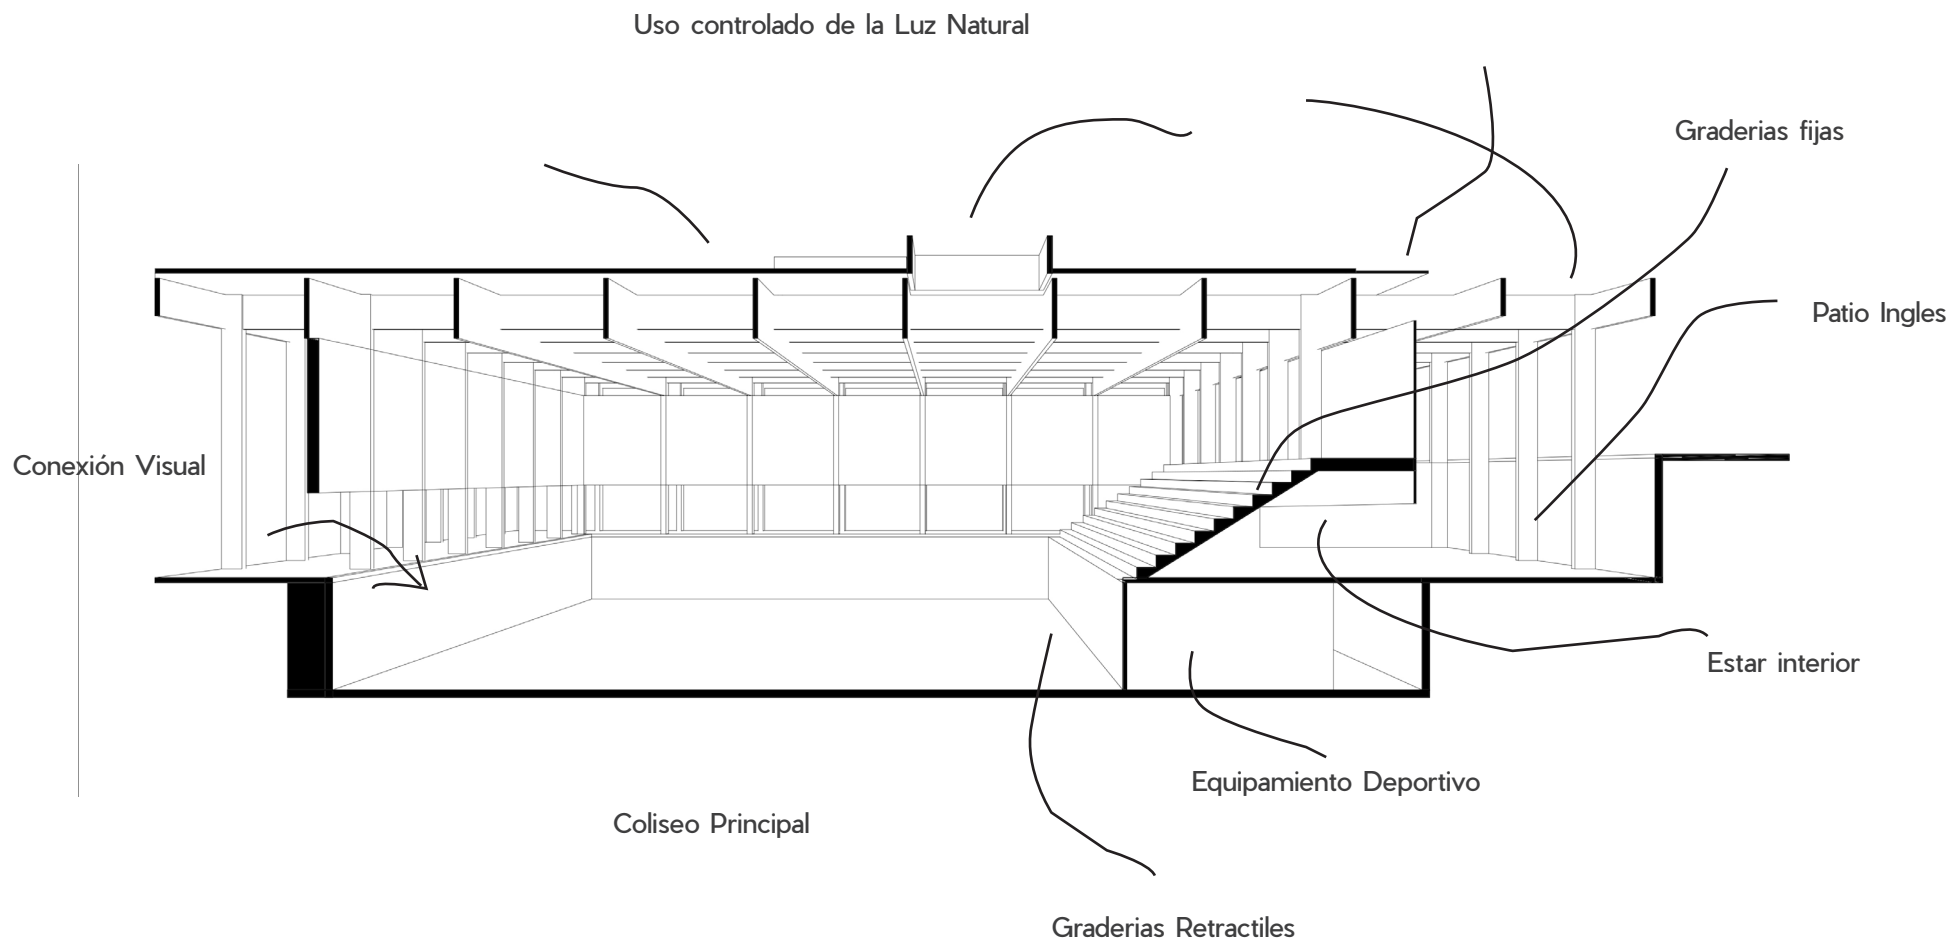 Uso controlado de la Luz Natural
Graderias fijas
Patio Ingles
Conexión Visual
Estar interior
Equipamiento Deportivo
Coliseo Principal
Graderias Retractiles